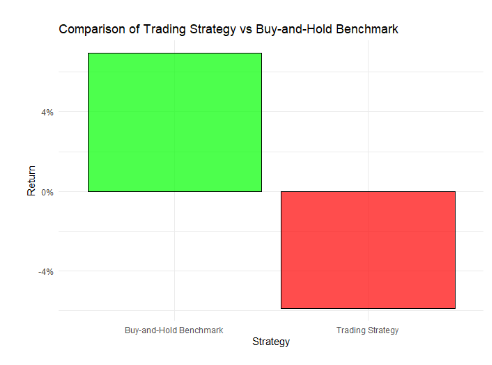 Comparison of Trading Strategy vs Buy-and-Hold Benchmark
Return
4%
0%
-4%
Buy-and-Hold Benchmark
Trading Strategy
Strategy